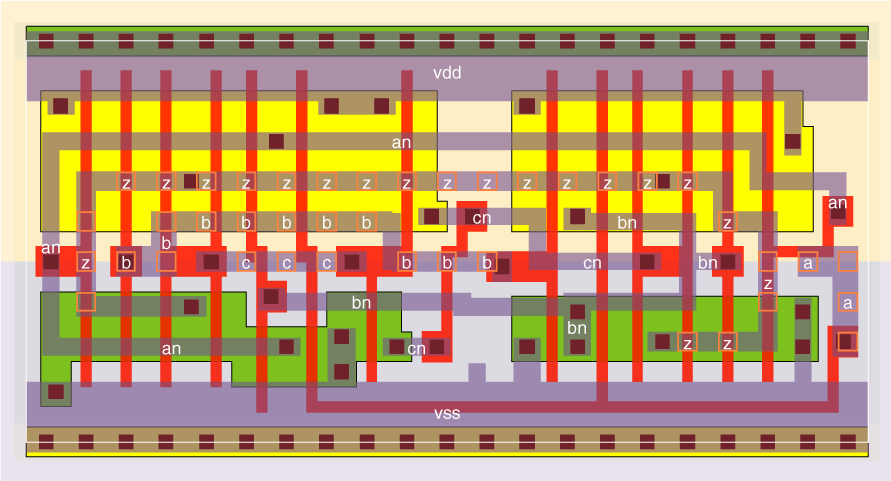 vdd
an
z z z z z z z z z z z z z z z
b b b b b cn bn z an
an b
z b c c c b b b cn bn a
z
bn a
bn
an cn z z
vss